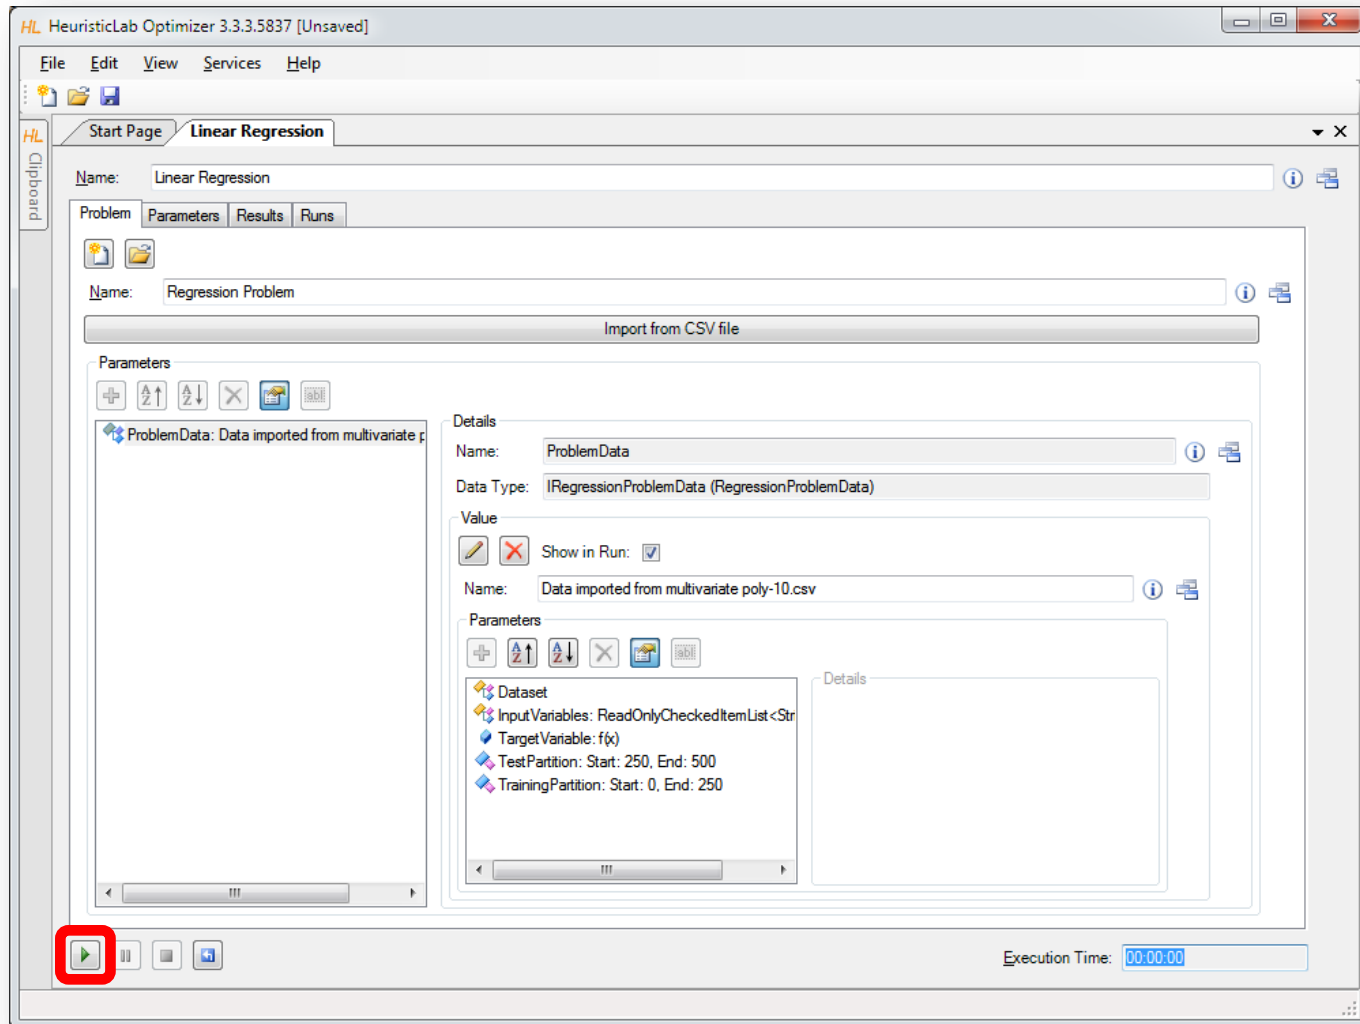 HL HeuristicLab Optimizer 3.3.3.5837 [Unsaved]
File Edit View Services Help
HL Clipboard
Start Page Linear Regression
Name: Linear Regression
Problem Parameters Results Runs
Name: Regression Problem
Import from CSV file
Parameters
ProblemData: Data imported from multivariate p
Details
Name: ProblemData
Data Type: IRegressionProblemData (RegressionProblemData)
Value
Show in Run:
Name: Data imported from multivariate poly-10.csv
Parameters
Dataset
InputVariables: ReadOnlyCheckedItemList<Str
TargetVariable: f(x)
TestPartition: Start: 250, End: 500
TrainingPartition: Start: 0, End: 250
Details
Execution Time: 00:00:00